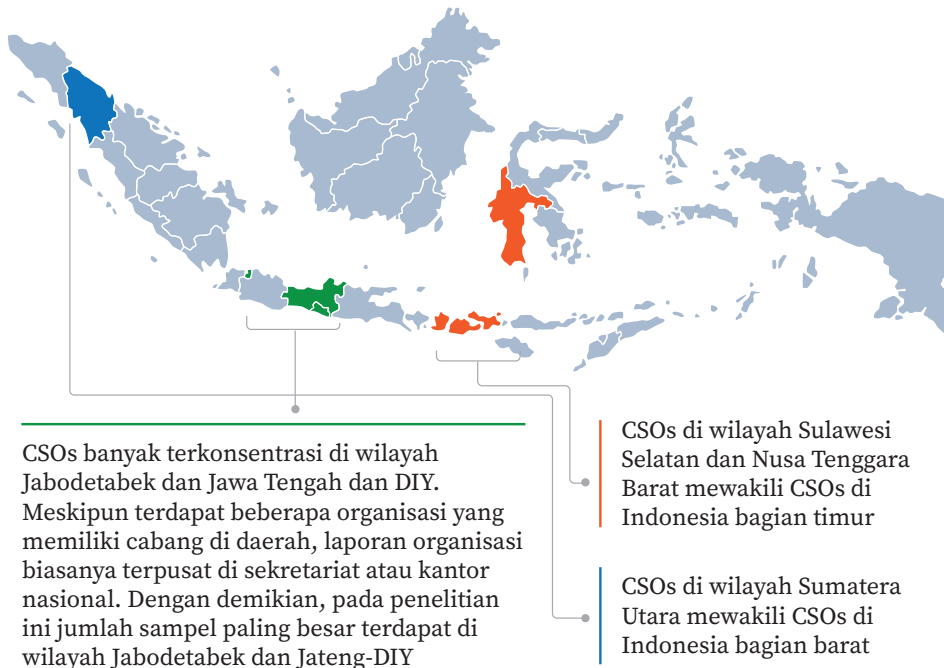 CSOs banyak terkonsentrasi di wilayah
Jabodetabek dan Jawa Tengah dan DIY.
Meskipun terdapat beberapa organisasi yang
memiliki cabang di daerah, laporan organisasi
biasanya terpusat di sekretariat atau kantor
nasional. Dengan demikian, pada penelitian
ini jumlah sampel paling besar terdapat di
wilayah Jabodetabek dan Jateng-DIY
CSOs di wilayah Sulawesi
Selatan dan Nusa Tenggara
Barat mewakili CSOs di
Indonesia bagian timur
CSOs di wilayah Sumatera
Utara mewakili CSOs di
Indonesia bagian barat